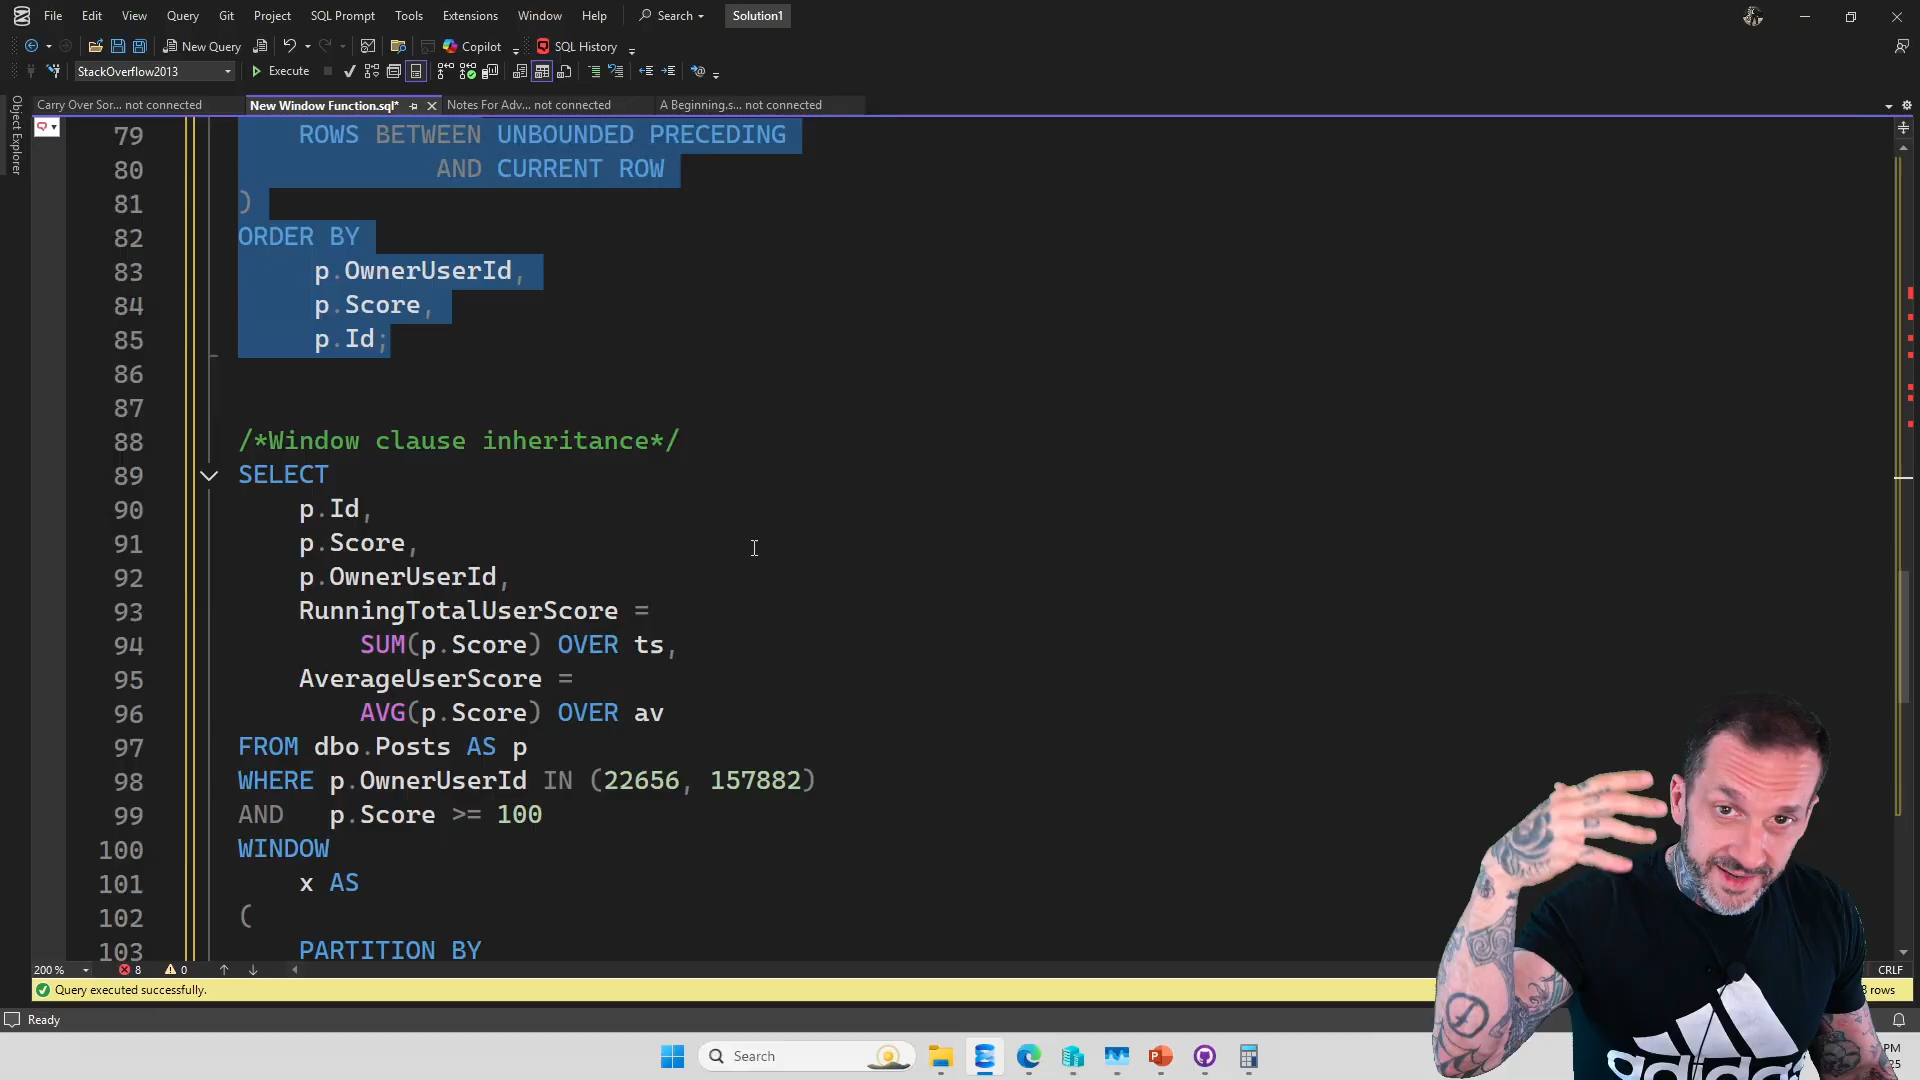 File Edit View Query Git Project SQL Prompt Tools Extensions Window Help Search Solution1
New Query Copilot SQL History
StackOverflow2013 Execute
Carry Over Sor... not connected New Window Function.sql* Notes For Adv... not connected A Beginning.s... not connected
Object Explorer
79 ROWS BETWEEN UNBOUNDED PRECEDING
80 AND CURRENT ROW
81 )
82 ORDER BY
83 p.OwnerUserId,
84 p.Score,
85 p.Id;
86
87
88 /*Window clause inheritance*/
89 SELECT
90 p.Id,
91 p.Score,
92 p.OwnerUserId,
93 RunningTotalUserScore =
94 SUM(p.Score) OVER ts,
95 AverageUserScore =
96 AVG(p.Score) OVER av
97 FROM dbo.Posts AS p
98 WHERE p.OwnerUserId IN (22656, 157882)
99 AND p.Score >= 100
100 WINDOW
101 x AS
102 (
103 PARTITION BY
200 % 8 0 CRLF
Query executed successfully. rows
Ready
Search PM
adidas